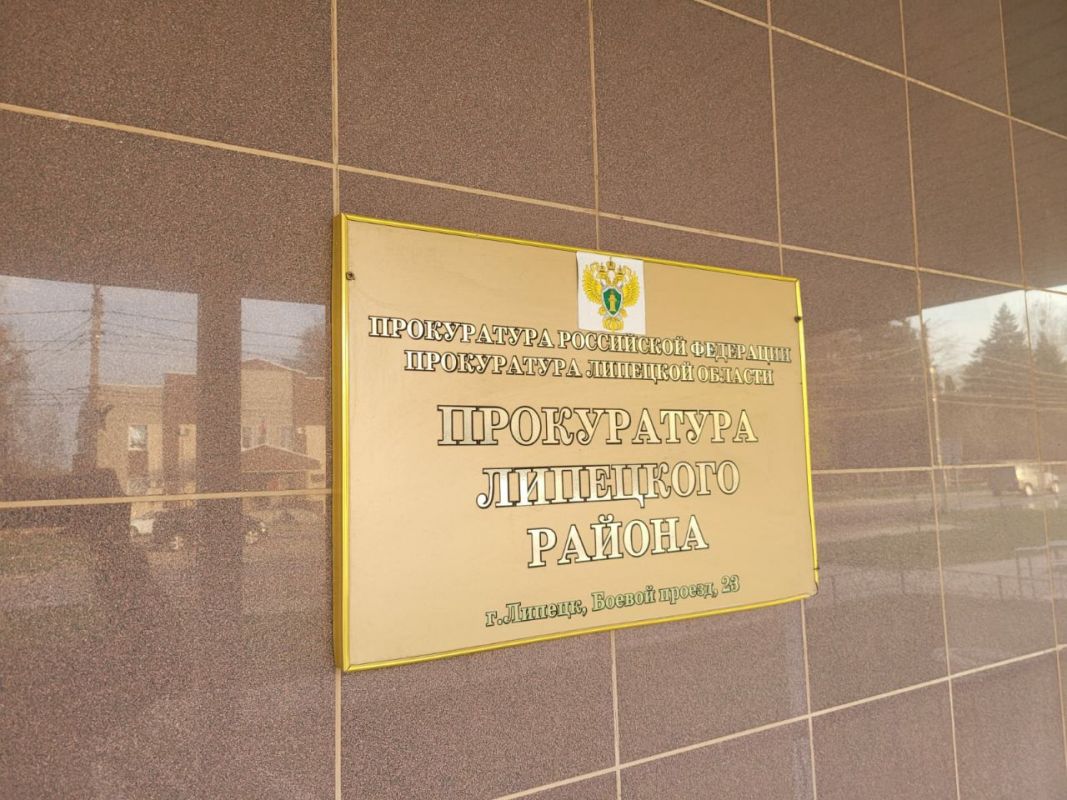 ПРОКУРАТУРА РОССИЙСКОЙ ФЕДЕРАЦИИ
ПРОКУРАТУРА ЛИПЕЦКОЙ ОБЛАСТИ
ПРОКУРАТУРА
ЛИПЕЦКОГО
РАЙОНА
г.Липецк, Боевой проезд, 23